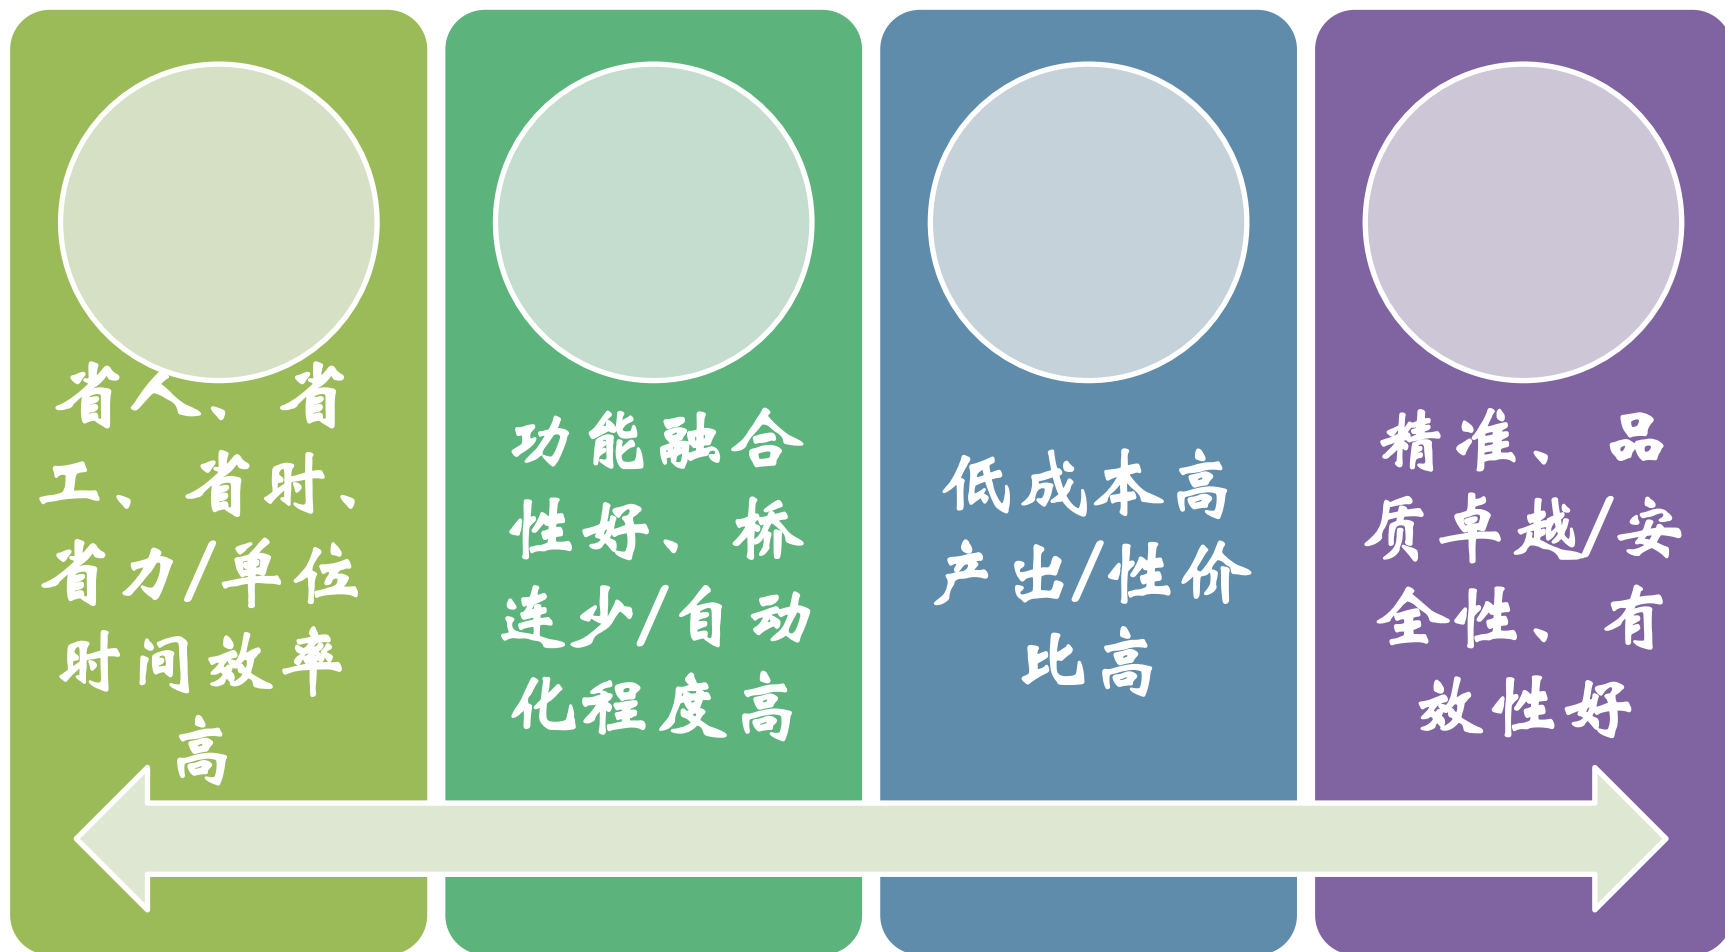 省人、省
工、省时、
省力/单位
时间效率
高
功能融合
性好、桥
连少/自动
化程度高
低成本高
产出/性价
比高
精准、品
质卓越/安
全性、有
效性好